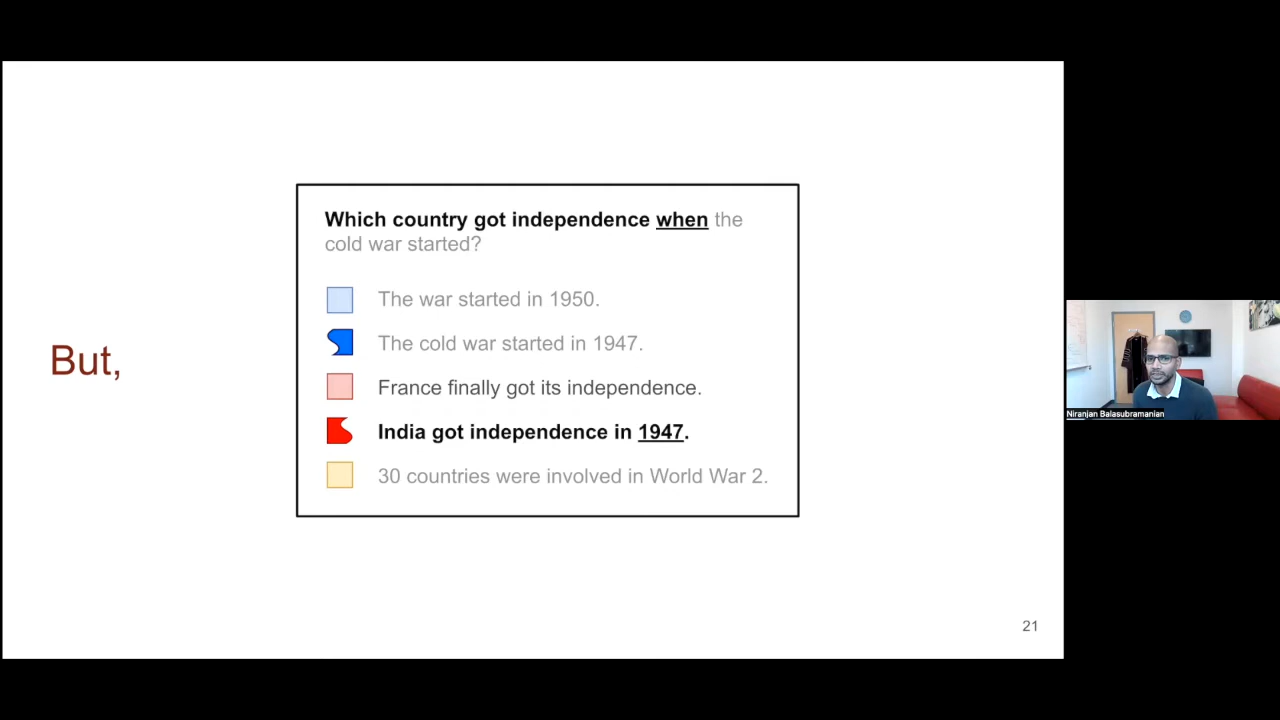 But,
Which country got independence when the
cold war started?
The war started in 1950.
The cold war started in 1947.
France finally got its independence.
India got independence in 1947.
30 countries were involved in World War 2.
21
Niranjan Balasubramanian